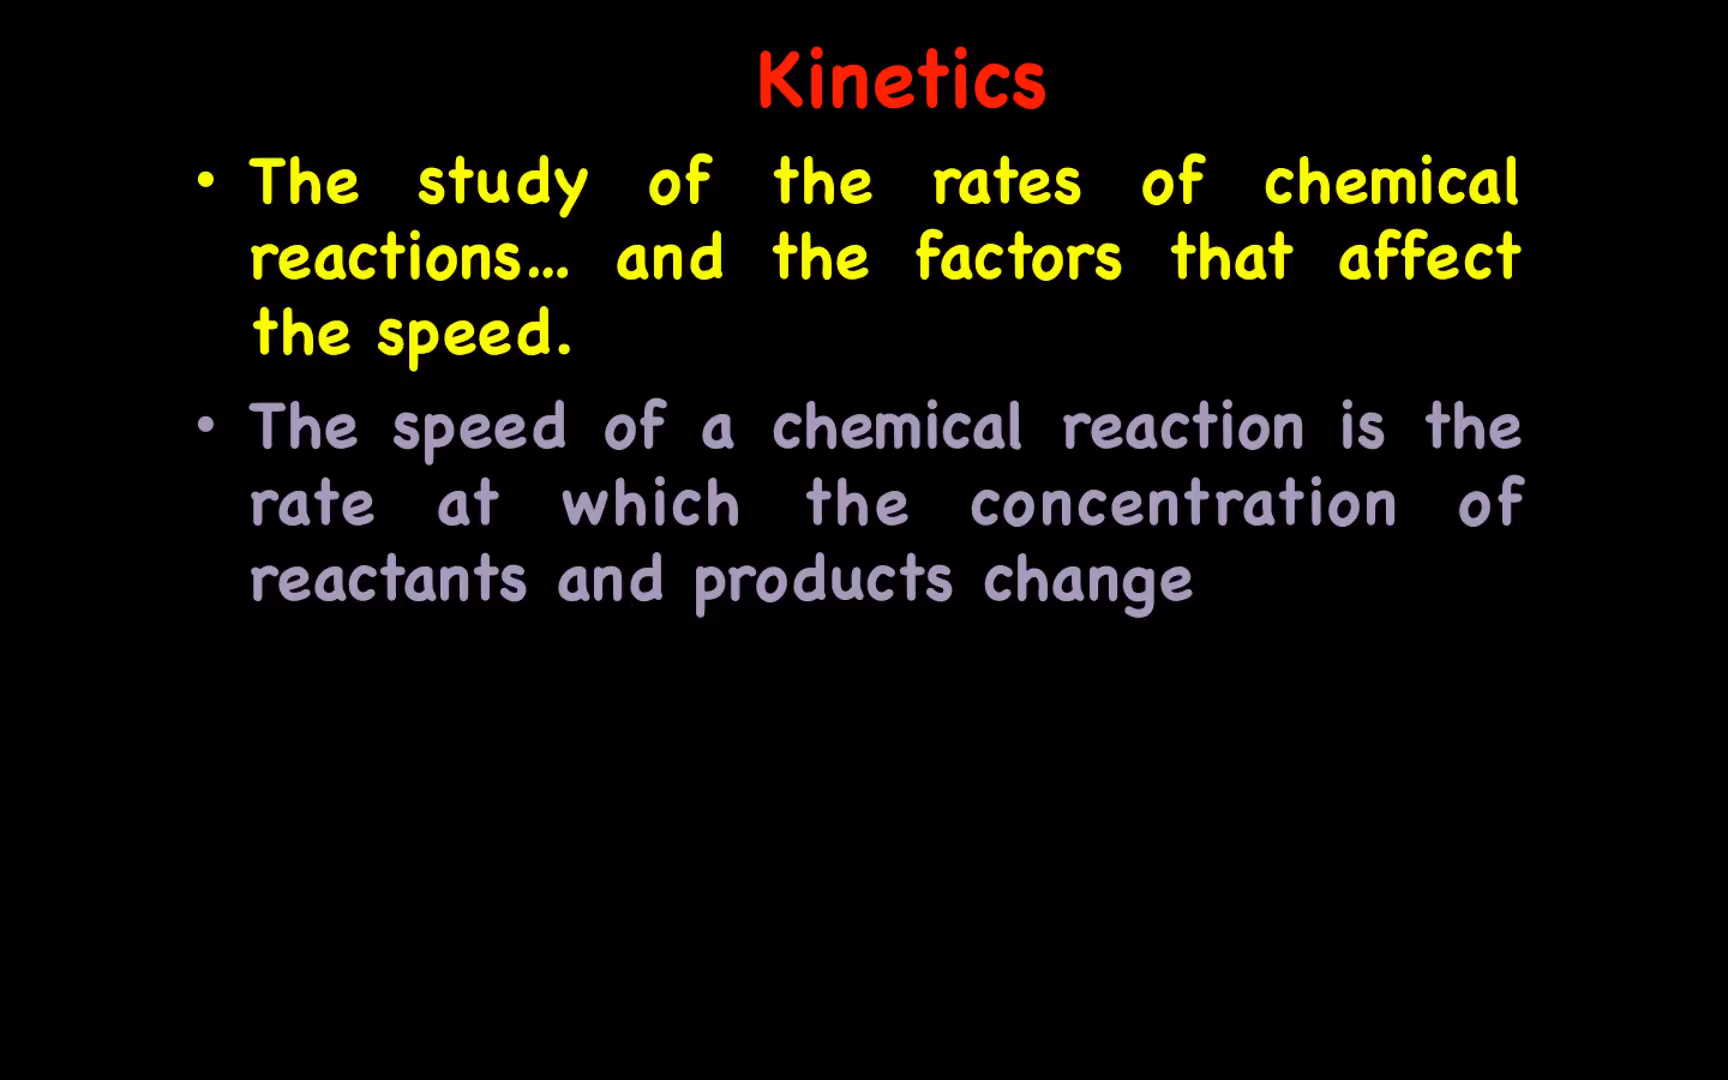 Kinetics
• The study of the rates of chemical
reactions... and the factors that affect
the speed.
• The speed of a chemical reaction is the
rate at which the concentration of
reactants and products change